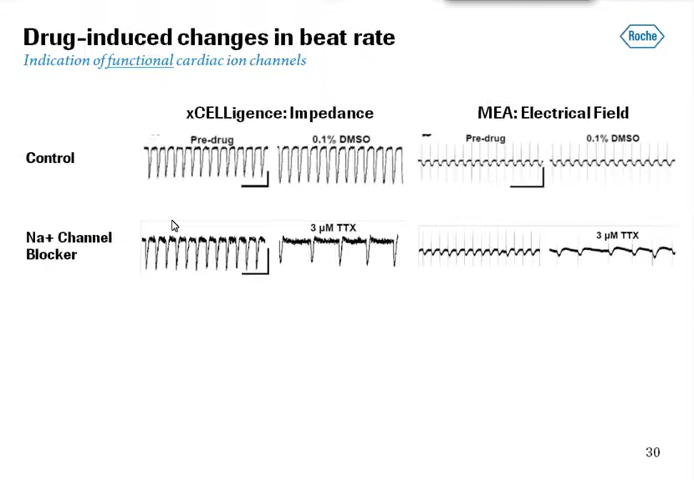 Drug-induced changes in beat rate
Indication of functional cardiac ion channels
Roche
xCELLigence: Impedance
MEA: Electrical Field
Control
Pre-drug
0.1% DMSO
Pre-drug
0.1% DMSO
Na+ Channel
Blocker
3 µM TTX
3 µM TTX
30